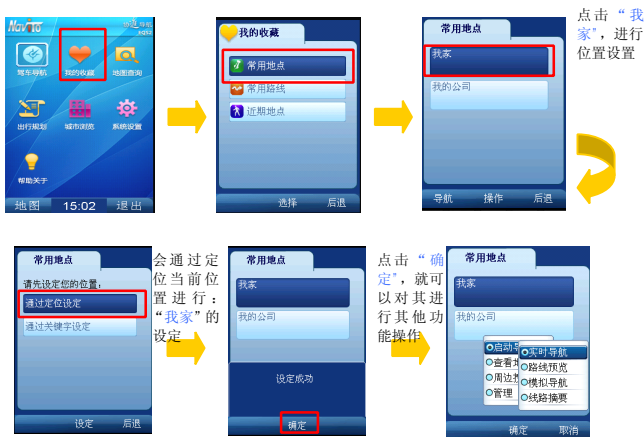 Navito
驾车导航
我的收藏
地图查询
出行规划
城市浏览
系统设置
帮助关于
地图
15:02
退出
我的收藏
常用地点
常用路线
近期地点
选择
后退
常用地点
我家
我的公司
导航
操作
后退
点击“我
家”，进行
位置设置
常用地点
请先设定您的位置：
通过定位设定
通过关键字设定
设定
后退
会通过定
位当前位
置进行：
“我家”的
设定
常用地点
我家
我的公司
设定成功
确定
点击“确
定”，就可
以对其进
行其他功
能操作
常用地点
我家
我的公司
启动导
查看
周边
管理
实时导航
路线预览
模拟导航
线路摘要
确定
取消